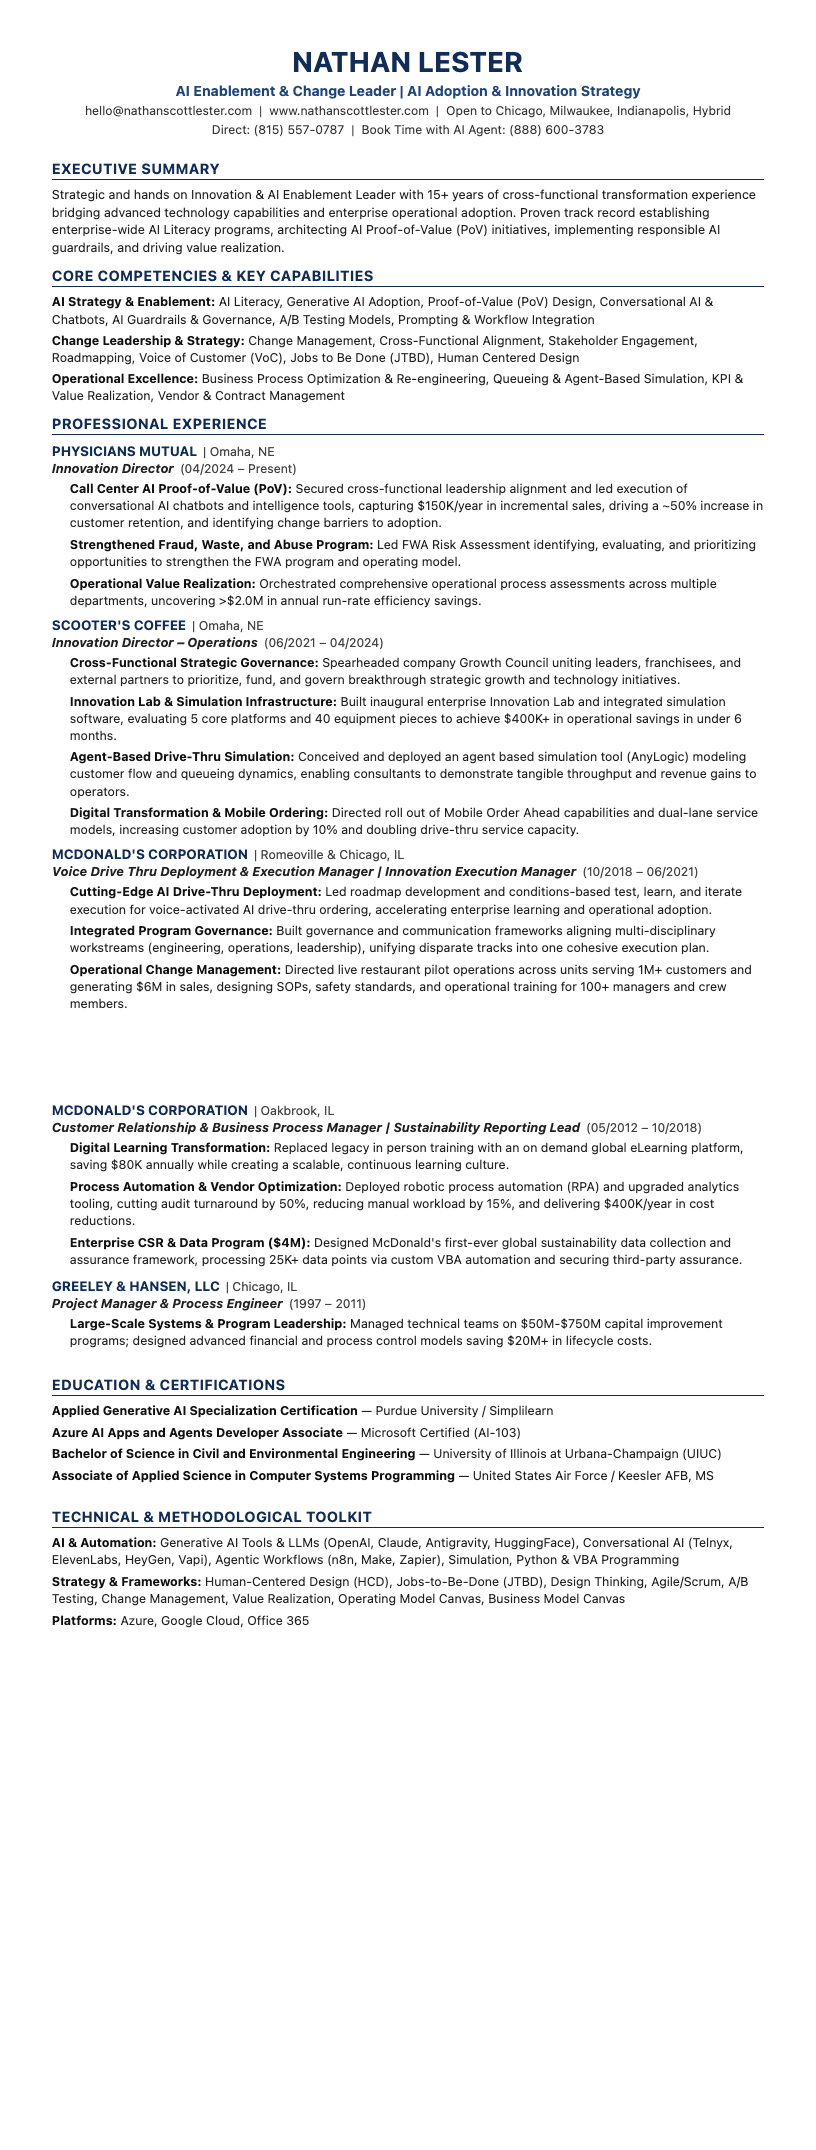 NATHAN LESTER
AI Enablement & Change Leader | AI Adoption & Innovation Strategy
hello@nathanscottlester.com | www.nathanscottlester.com | Open to Chicago, Milwaukee, Indianapolis, Hybrid
Direct: (815) 557-0787 | Book Time with AI Agent: (888) 600-3783
EXECUTIVE SUMMARY
Strategic and hands on Innovation & AI Enablement Leader with 15+ years of cross-functional transformation experience
bridging advanced technology capabilities and enterprise operational adoption. Proven track record establishing
enterprise-wide AI Literacy programs, architecting AI Proof-of-Value (PoV) initiatives, implementing responsible AI
guardrails, and driving value realization.
CORE COMPETENCIES & KEY CAPABILITIES
AI Strategy & Enablement: AI Literacy, Generative AI Adoption, Proof-of-Value (PoV) Design, Conversational AI &
Chatbots, AI Guardrails & Governance, A/B Testing Models, Prompting & Workflow Integration
Change Leadership & Strategy: Change Management, Cross-Functional Alignment, Stakeholder Engagement,
Roadmapping, Voice of Customer (VoC), Jobs to Be Done (JTBD), Human Centered Design
Operational Excellence: Business Process Optimization & Re-engineering, Queueing & Agent-Based Simulation, KPI &
Value Realization, Vendor & Contract Management
PROFESSIONAL EXPERIENCE
PHYSICIANS MUTUAL | Omaha, NE
Innovation Director (04/2024 – Present)
Call Center AI Proof-of-Value (PoV): Secured cross-functional leadership alignment and led execution of
conversational AI chatbots and intelligence tools, capturing $150K/year in incremental sales, driving a ~50% increase in
customer retention, and identifying change barriers to adoption.
Strengthened Fraud, Waste, and Abuse Program: Led FWA Risk Assessment identifying, evaluating, and prioritizing
opportunities to strengthen the FWA program and operating model.
Operational Value Realization: Orchestrated comprehensive operational process assessments across multiple
departments, uncovering >$2.0M in annual run-rate efficiency savings.
SCOOTER'S COFFEE | Omaha, NE
Innovation Director – Operations (06/2021 – 04/2024)
Cross-Functional Strategic Governance: Spearheaded company Growth Council uniting leaders, franchisees, and
external partners to prioritize, fund, and govern breakthrough strategic growth and technology initiatives.
Innovation Lab & Simulation Infrastructure: Built inaugural enterprise Innovation Lab and integrated simulation
software, evaluating 5 core platforms and 40 equipment pieces to achieve $400K+ in operational savings in under 6
months.
Agent-Based Drive-Thru Simulation: Conceived and deployed an agent based simulation tool (AnyLogic) modeling
customer flow and queueing dynamics, enabling consultants to demonstrate tangible throughput and revenue gains to
operators.
Digital Transformation & Mobile Ordering: Directed roll out of Mobile Order Ahead capabilities and dual-lane service
models, increasing customer adoption by 10% and doubling drive-thru service capacity.
MCDONALD'S CORPORATION | Romeoville & Chicago, IL
Voice Drive Thru Deployment & Execution Manager | Innovation Execution Manager (10/2018 – 06/2021)
Cutting-Edge AI Drive-Thru Deployment: Led roadmap development and conditions-based test, learn, and iterate
execution for voice-activated AI drive-thru ordering, accelerating enterprise learning and operational adoption.
Integrated Program Governance: Built governance and communication frameworks aligning multi-disciplinary
workstreams (engineering, operations, leadership), unifying disparate tracks into one cohesive execution plan.
Operational Change Management: Directed live restaurant pilot operations across units serving 1M+ customers and
generating $6M in sales, designing SOPs, safety standards, and operational training for 100+ managers and crew
members.
MCDONALD'S CORPORATION | Oakbrook, IL
Customer Relationship & Business Process Manager | Sustainability Reporting Lead (05/2012 – 10/2018)
Digital Learning Transformation: Replaced legacy in person training with an on demand global eLearning platform,
saving $80K annually while creating a scalable, continuous learning culture.
Process Automation & Vendor Optimization: Deployed robotic process automation (RPA) and upgraded analytics
tooling, cutting audit turnaround by 50%, reducing manual workload by 15%, and delivering $400K/year in cost
reductions.
Enterprise CSR & Data Program ($4M): Designed McDonald's first-ever global sustainability data collection and
assurance framework, processing 25K+ data points via custom VBA automation and securing third-party assurance.
GREELEY & HANSEN, LLC | Chicago, IL
Project Manager & Process Engineer (1997 – 2011)
Large-Scale Systems & Program Leadership: Managed technical teams on $50M-$750M capital improvement
programs; designed advanced financial and process control models saving $20M+ in lifecycle costs.
EDUCATION & CERTIFICATIONS
Applied Generative AI Specialization Certification — Purdue University / Simplilearn
Azure AI Apps and Agents Developer Associate — Microsoft Certified (AI-103)
Bachelor of Science in Civil and Environmental Engineering — University of Illinois at Urbana-Champaign (UIUC)
Associate of Applied Science in Computer Systems Programming — United States Air Force / Keesler AFB, MS
TECHNICAL & METHODOLOGICAL TOOLKIT
AI & Automation: Generative AI Tools & LLMs (OpenAI, Claude, Antigravity, HuggingFace), Conversational AI (Telnyx,
ElevenLabs, HeyGen, Vapi), Agentic Workflows (n8n, Make, Zapier), Simulation, Python & VBA Programming
Strategy & Frameworks: Human-Centered Design (HCD), Jobs-to-Be-Done (JTBD), Design Thinking, Agile/Scrum, A/B
Testing, Change Management, Value Realization, Operating Model Canvas, Business Model Canvas
Platforms: Azure, Google Cloud, Office 365